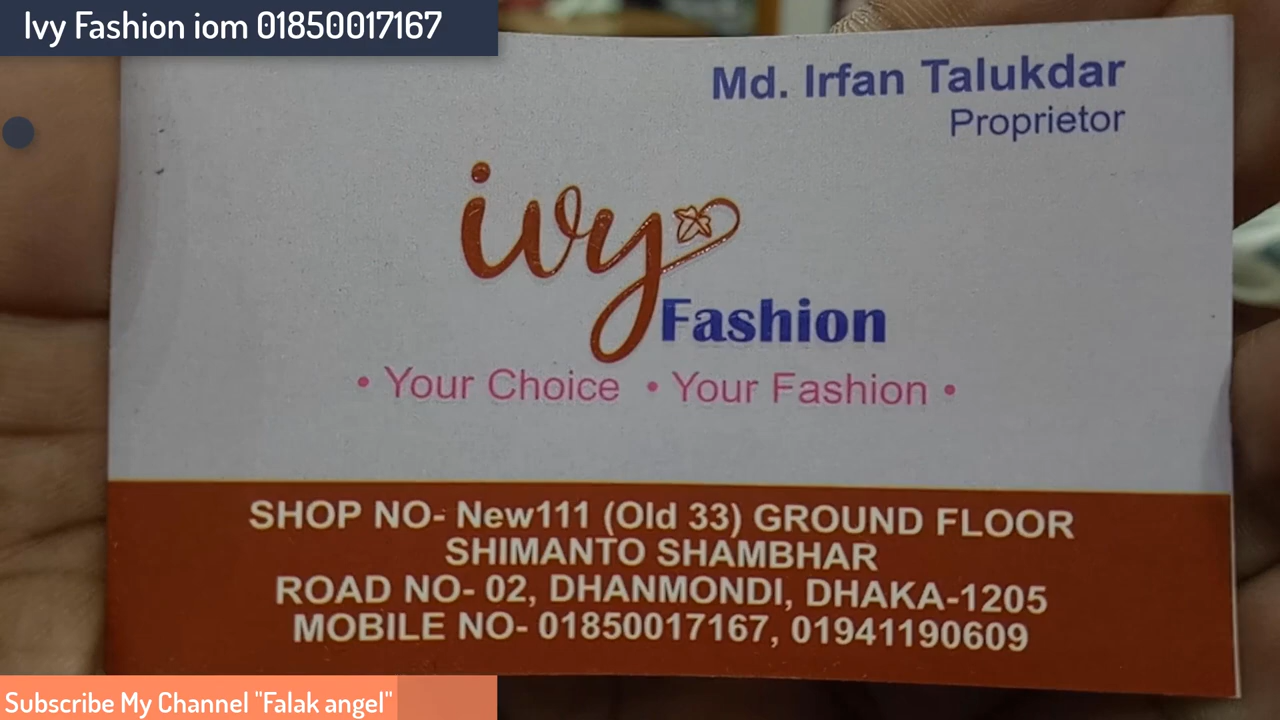 Ivy Fashion iom 01850017167
Md. Irfan Talukdar
Proprietor
ivy
Fashion
• Your Choice • Your Fashion •
SHOP NO- New111 (Old 33) GROUND FLOOR
SHIMANTO SHAMBHAR
ROAD NO- 02, DHANMONDI, DHAKA-1205
MOBILE NO- 01850017167, 01941190609
Subscribe My Channel "Falak angel"